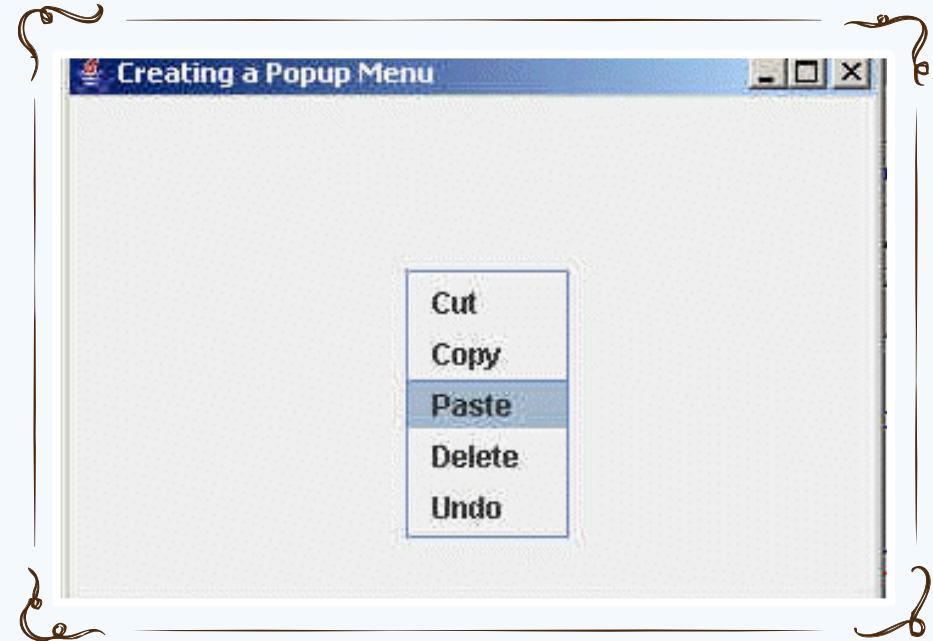 Creating a Popup Menu
Cut
Copy
Paste
Delete
Undo